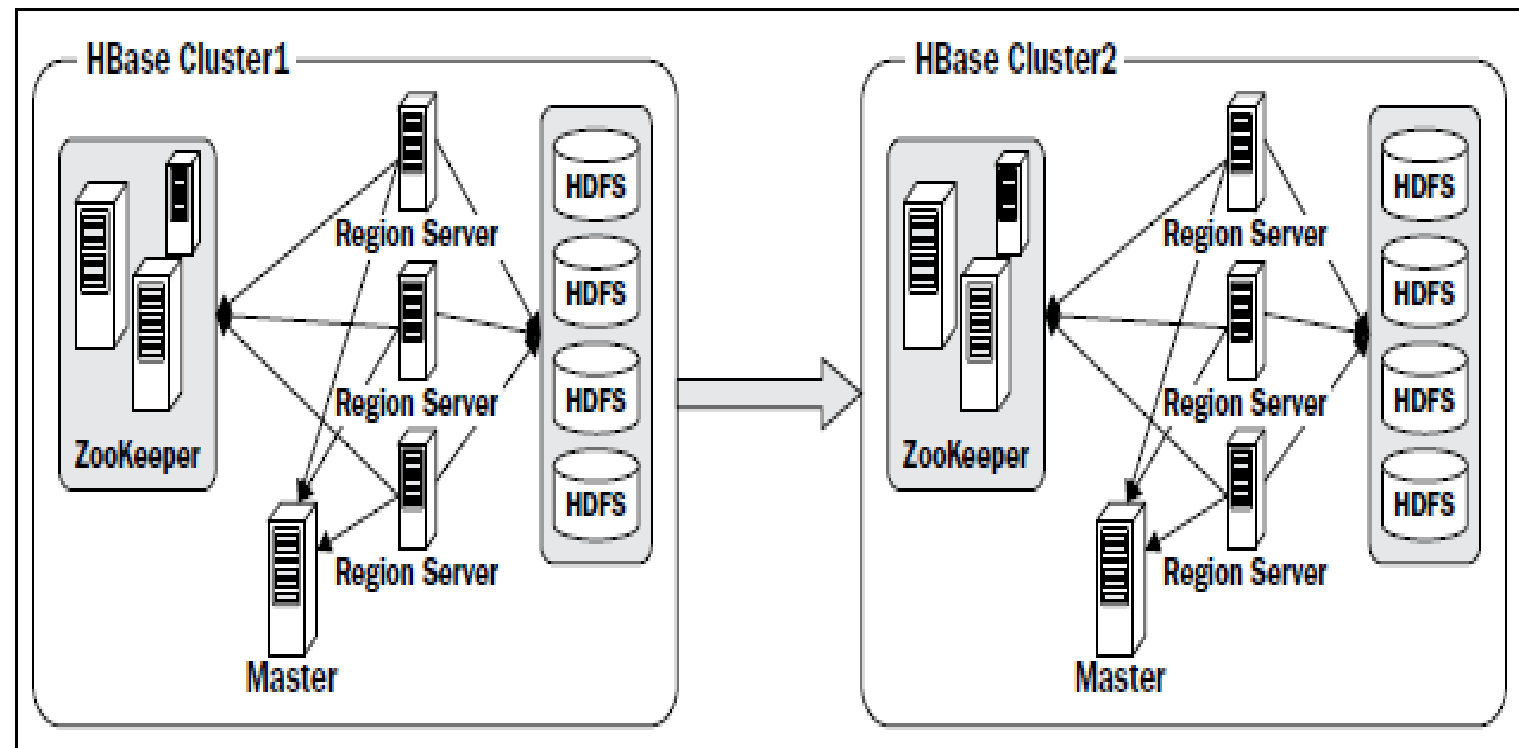 HBase Cluster1
Region Server
Region Server
Region Server
ZooKeeper
Master
HDFS
HDFS
HDFS
HDFS
HBase Cluster2
Region Server
Region Server
Region Server
ZooKeeper
Master
HDFS
HDFS
HDFS
HDFS